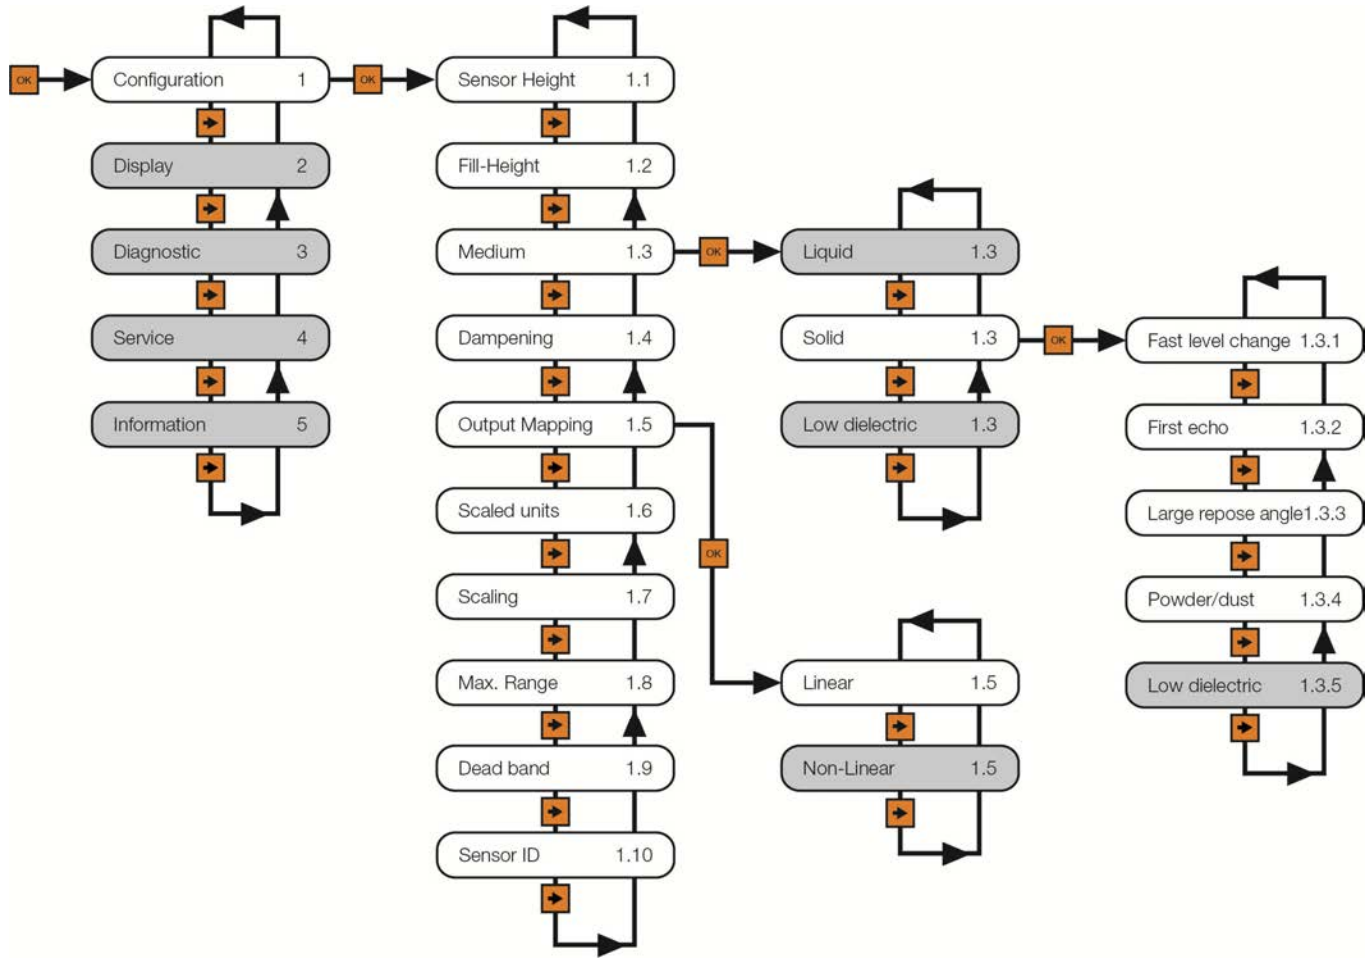 OK
Configuration 1
Display 2
Diagnostic 3
Service 4
Information 5
OK
Sensor Height 1.1
Fill-Height 1.2
Medium 1.3
Dampening 1.4
Output Mapping 1.5
Scaled units 1.6
Scaling 1.7
Max. Range 1.8
Dead band 1.9
Sensor ID 1.10
OK
Liquid 1.3
Solid 1.3
Low dielectric 1.3
OK
Linear 1.5
Non-Linear 1.5
OK
Fast level change 1.3.1
First echo 1.3.2
Large repose angle1.3.3
Powder/dust 1.3.4
Low dielectric 1.3.5